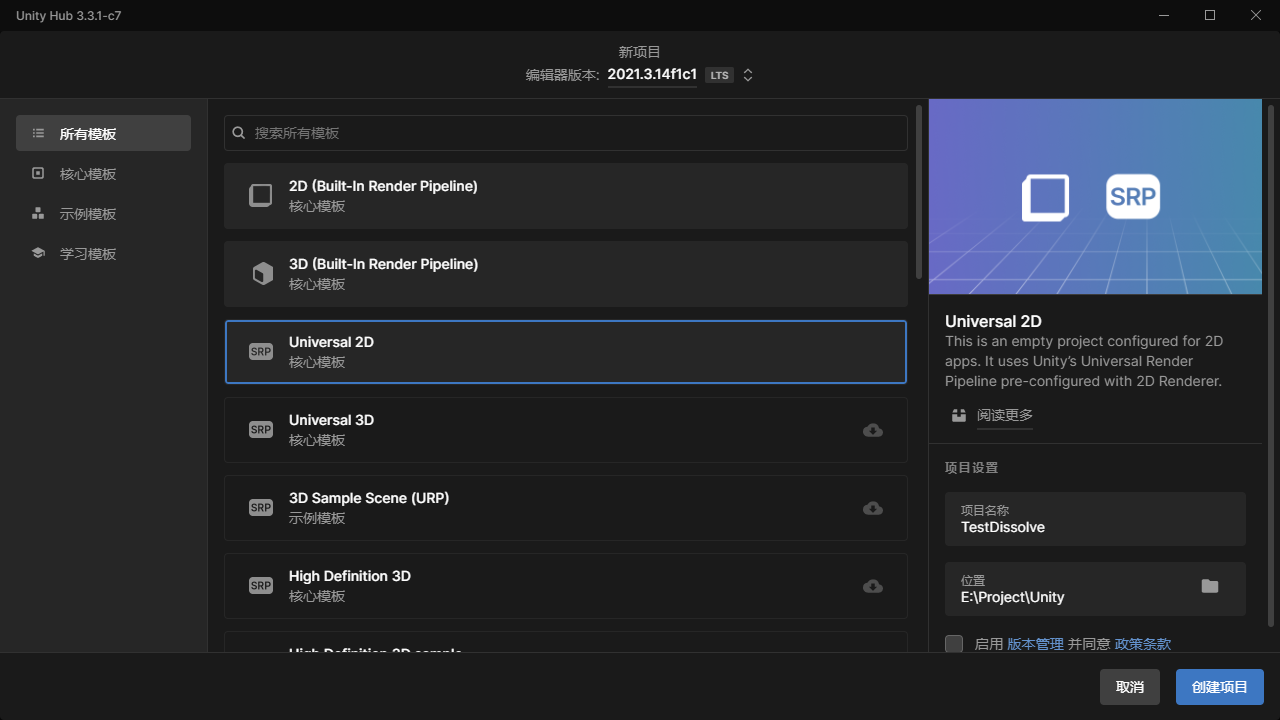 Unity Hub 3.3.1-c7
新项目
编辑器版本: 2021.3.14f1c1 LTS
所有模板
核心模板
示例模板
学习模板
搜索所有模板
2D (Built-In Render Pipeline)
核心模板
3D (Built-In Render Pipeline)
核心模板
SRP
Universal 2D
核心模板
SRP
Universal 3D
核心模板
SRP
3D Sample Scene (URP)
示例模板
SRP
High Definition 3D
核心模板
High Definition 3D sample
SRP
Universal 2D
This is an empty project configured for 2D
apps. It uses Unity’s Universal Render
Pipeline pre-configured with 2D Renderer.
阅读更多
项目设置
项目名称
TestDissolve
位置
E:\Project\Unity
启用 版本管理 并同意 政策条款
取消
创建项目